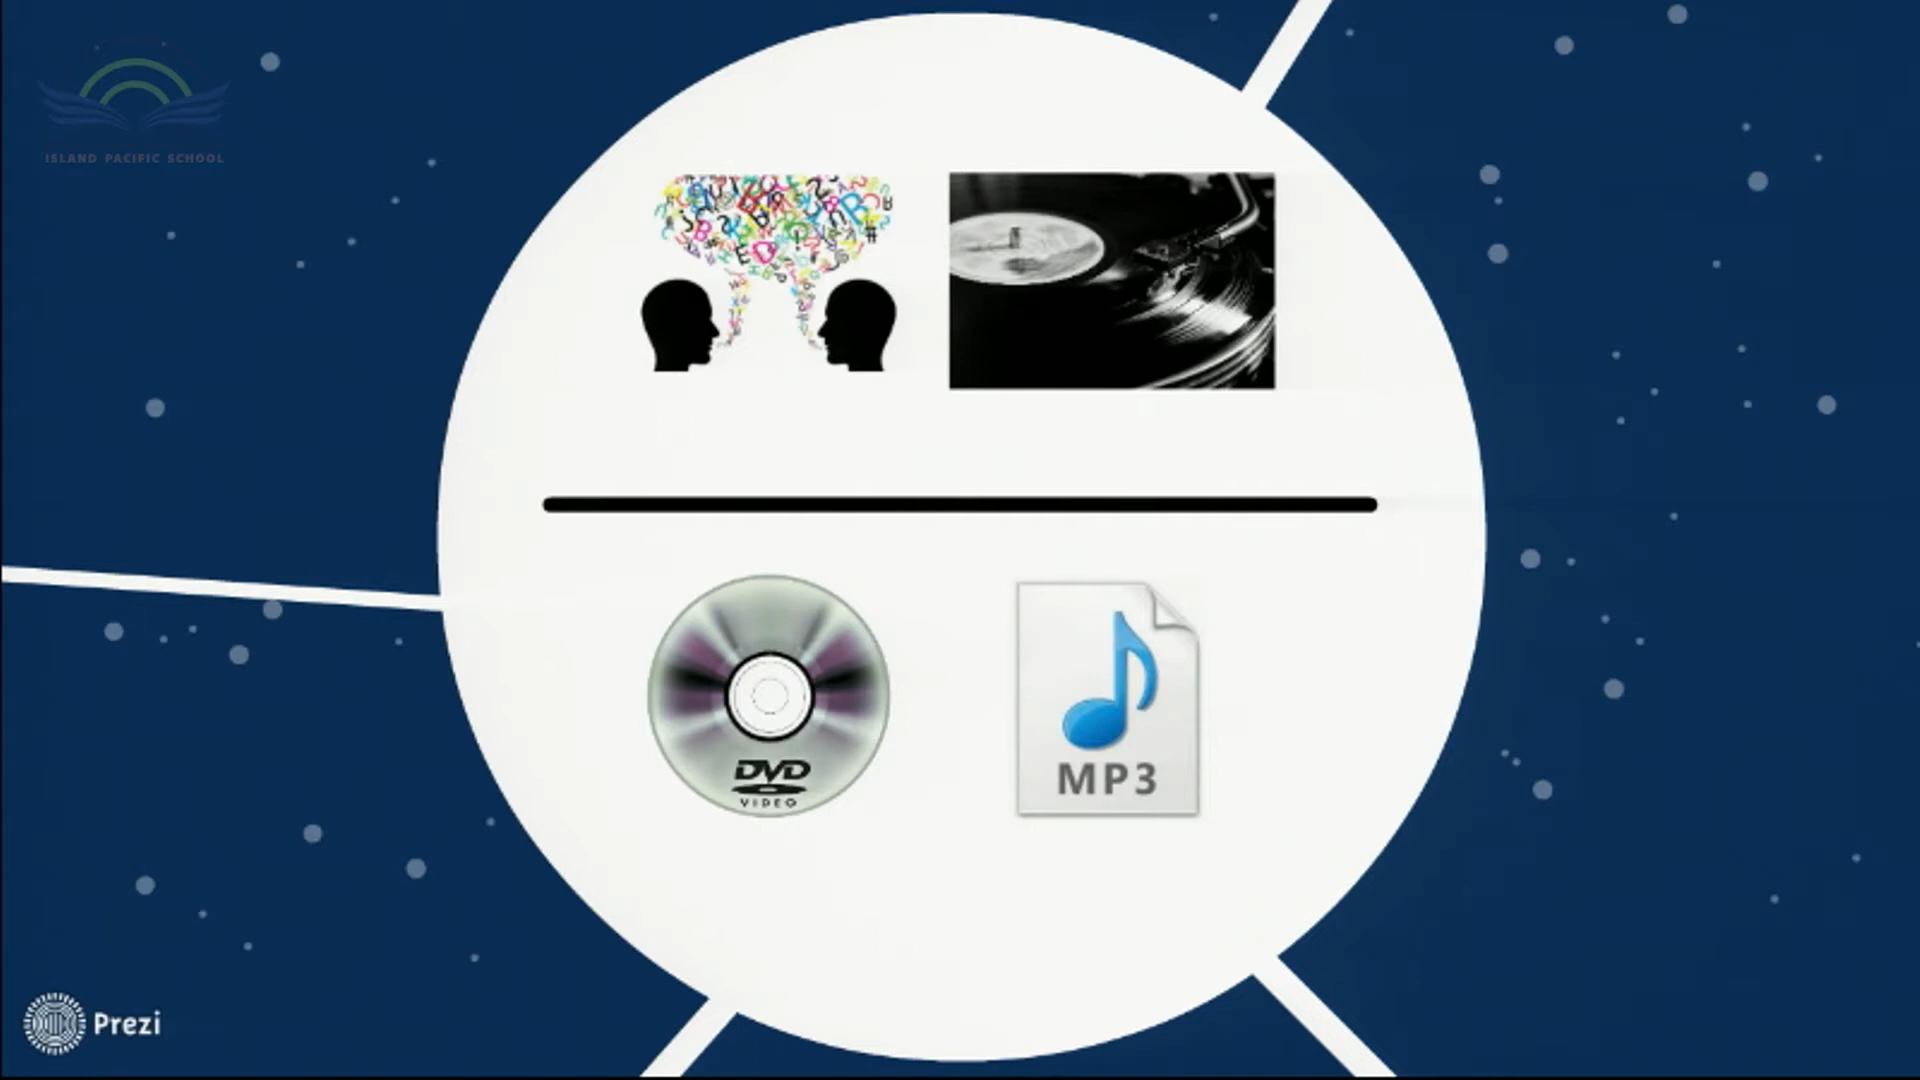 ISLAND PACIFIC SCHOOL
DVD
VIDEO
MP3
Prezi